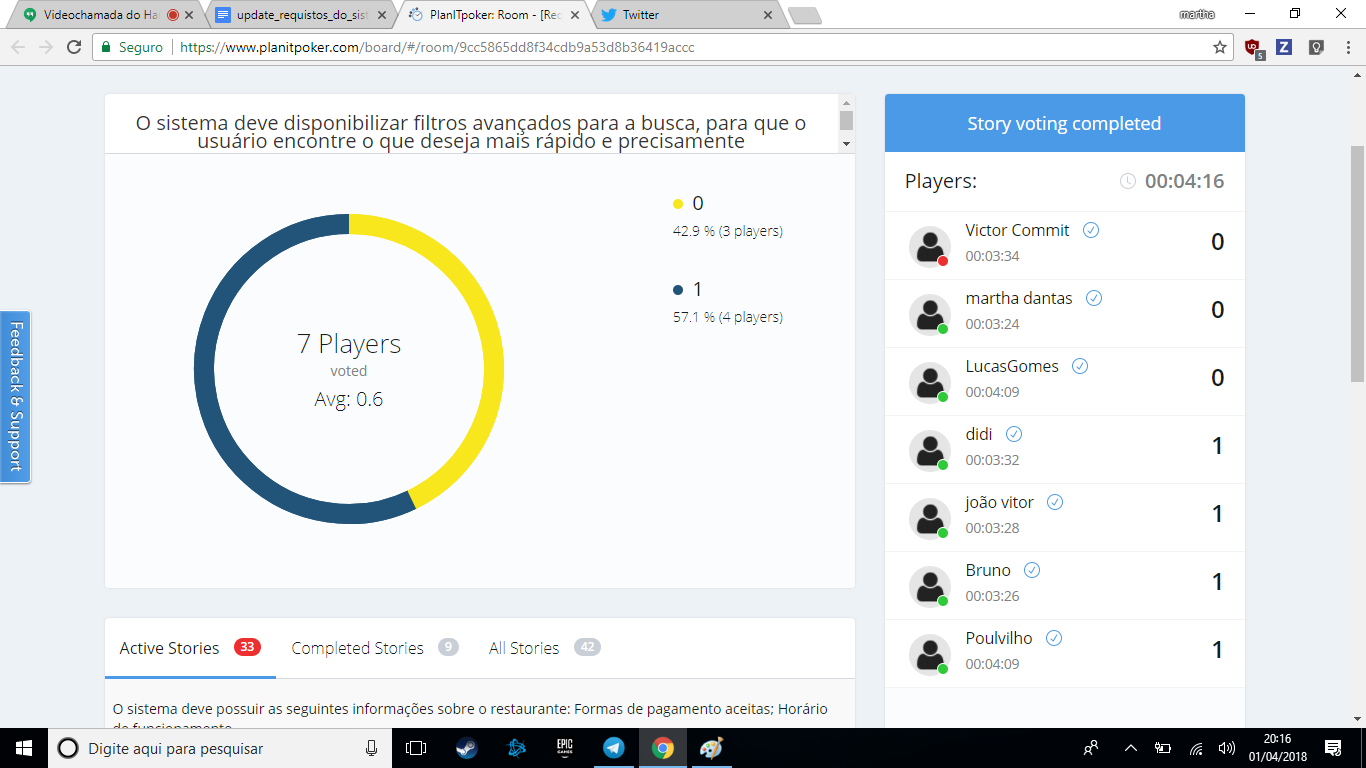 Videochamada do Ha
update_requistos_do_sist
PlanITpoker: Room - [Rec
Twitter
martha
Seguro
https://www.planitpoker.com/board/#/room/9cc5865dd8f34cdb9a53d8b36419accc
5
O sistema deve disponibilizar filtros avançados para a busca, para que o
usuário encontre o que deseja mais rápido e precisamente
0
42.9 % (3 players)
1
57.1 % (4 players)
7 Players
voted
Avg: 0.6
Feedback & Support
Story voting completed
Players:
00:04:16
Victor Commit
0
00:03:34
martha dantas
0
00:03:24
LucasGomes
0
00:04:09
didi
1
00:03:32
joão vitor
1
00:03:28
Bruno
1
00:03:26
Poulvilho
1
00:04:09
Active Stories 33
Completed Stories 9
All Stories 42
O sistema deve possuir as seguintes informações sobre o restaurante: Formas de pagamento aceitas; Horário
de funcionamento
Digite aqui para pesquisar
EPIC
GAMES
20:16
01/04/2018